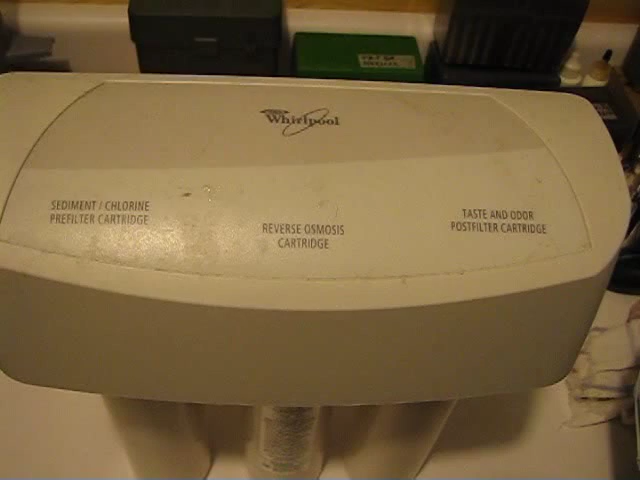 Whirlpool
SEDIMENT / CHLORINE
PREFILTER CARTRIDGE
REVERSE OSMOSIS
CARTRIDGE
TASTE AND ODOR
POSTFILTER CARTRIDGE